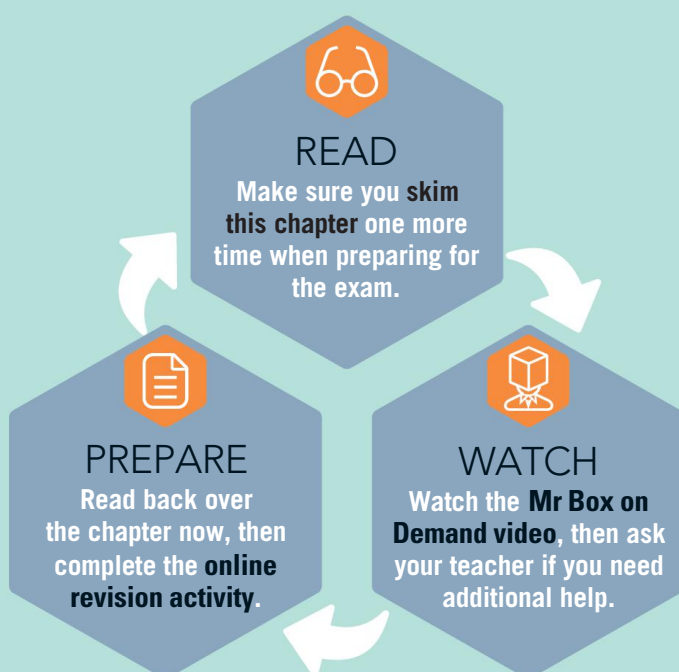 READ
Make sure you skim
this chapter one more
time when preparing for
the exam.
WATCH
Watch the Mr Box on
Demand video, then ask
your teacher if you need
additional help.
PREPARE
Read back over
the chapter now, then
complete the online
revision activity.